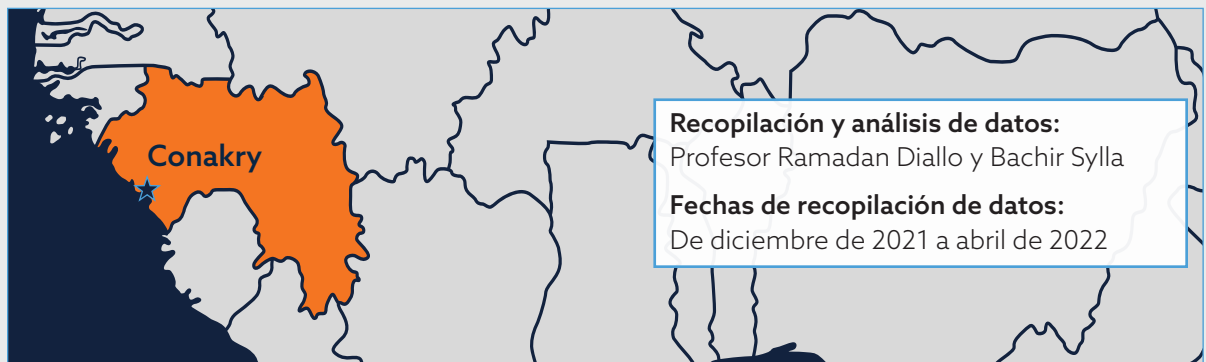 Conakry
Recopilación y análisis de datos:
Profesor Ramadan Diallo y Bachir Sylla
Fechas de recopilación de datos:
De diciembre de 2021 a abril de 2022